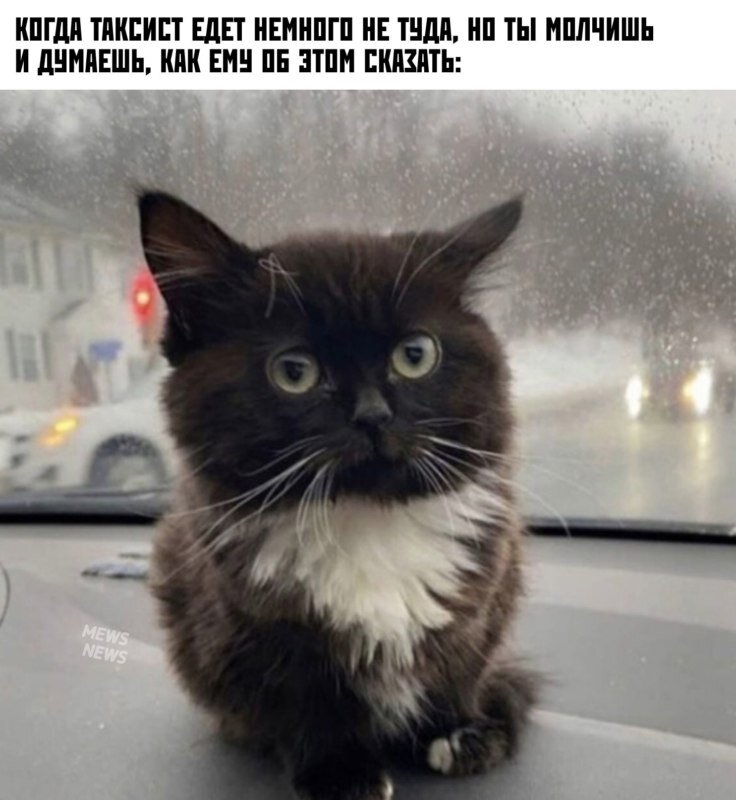 КОГДА ТАКСИСТ ЕДЕТ НЕМНОГО НЕ ТУДА, НО ТЫ МОЛЧИШЬ
И ДУМАЕШЬ, КАК ЕМУ ОБ ЭТОМ СКАЗАТЬ:
MEWS
NEWS